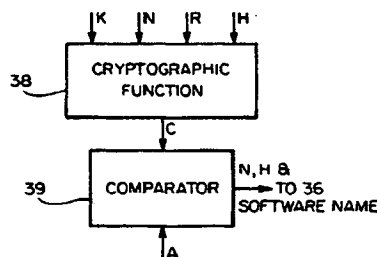 K N R H
38
CRYPTOGRAPHIC
FUNCTION
C
39
COMPARATOR
N, H &
TO 36
SOFTWARE NAME
A